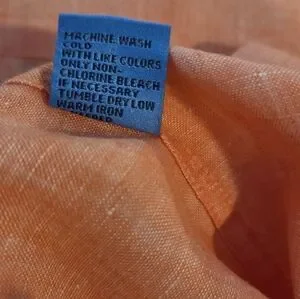 MACHINE WASH
COLD
WITH LIKE COLORS
ONLY NON-
CHLORINE BLEACH
IF NECESSARY
TUMBLE DRY LOW
WARM IRON